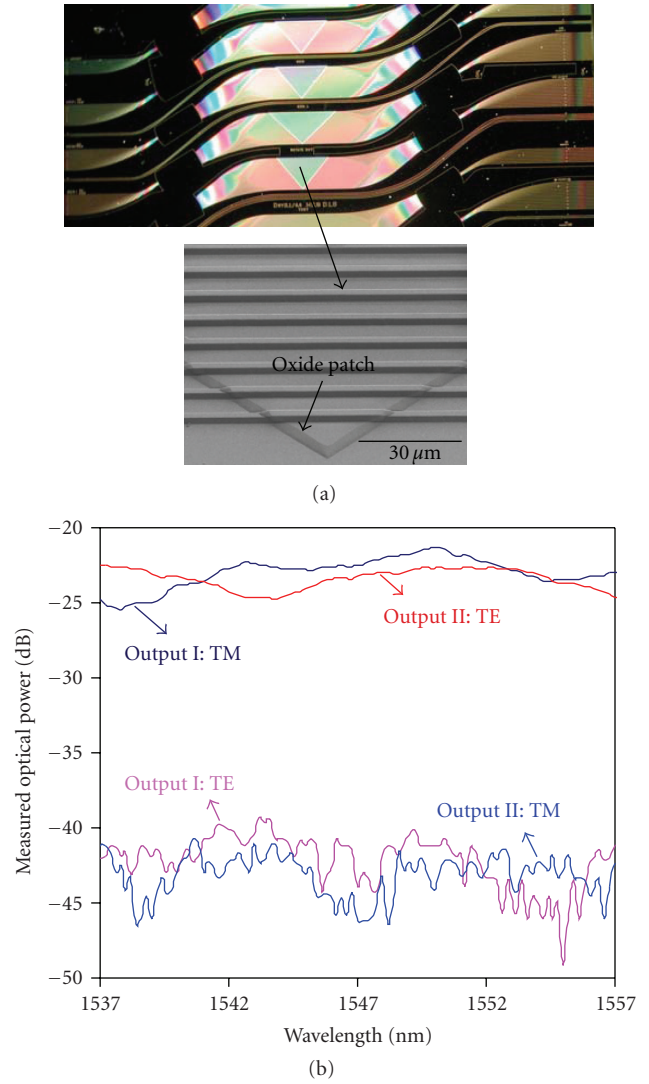 Oxide patch
30 μm
(a)
−20
−25
−30
−35
−40
−45
−50
Measured optical power (dB)
Output II: TE
Output I: TM
Output I: TE
Output II: TM
1537
1542
1547
1552
1557
Wavelength (nm)
(b)